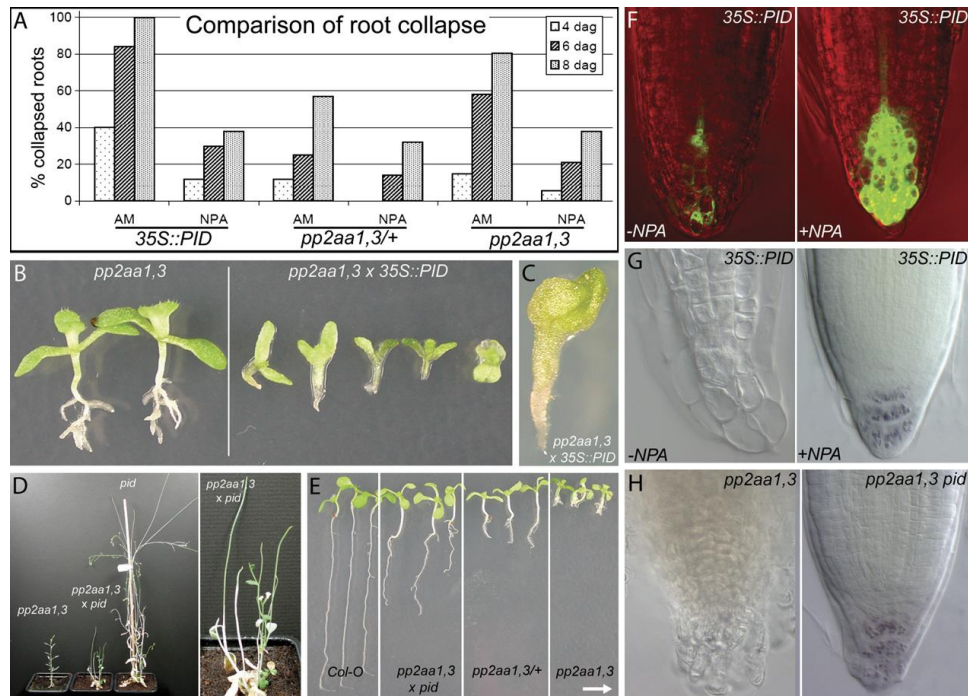 A
Comparison of root collapse
4 dag
6 dag
8 dag
% collapsed roots
100
80
60
40
20
0
AM NPA AM NPA AM NPA
35S::PID pp2aa1,3/+ pp2aa1,3
B
pp2aa1,3
pp2aa1,3 x 35S::PID
C
pp2aa1,3
x 35S::PID
D
pp2aa1,3
pp2aa1,3
x pid
pid
pp2aa1,3
x pid
E
Col-O
pp2aa1,3
x pid
pp2aa1,3/+
pp2aa1,3
F
35S::PID
-NPA
35S::PID
+NPA
G
35S::PID
-NPA
35S::PID
+NPA
H
pp2aa1,3
pp2aa1,3 pid